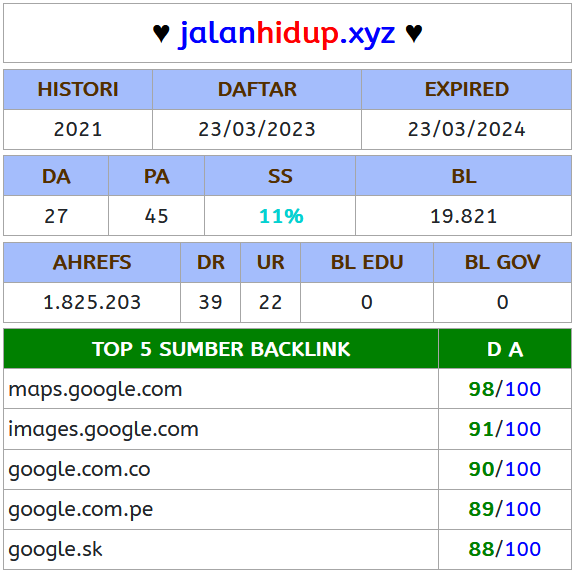 ♥ jalanhidup.xyz ♥
HISTORI DAFTAR EXPIRED
2021 23/03/2023 23/03/2024
DA PA SS BL
27 45 11% 19.821
AHREFS DR UR BL EDU BL GOV
1.825.203 39 22 0 0
TOP 5 SUMBER BACKLINK D A
maps.google.com 98/100
images.google.com 91/100
google.com.co 90/100
google.com.pe 89/100
google.sk 88/100